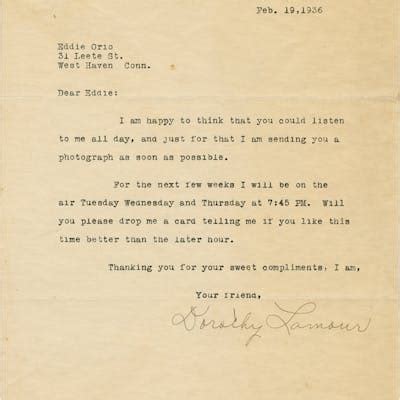 Feb. 19,1936
Eddie Orio
31 Leete St.
West Haven Conn.
Dear Eddie:
I am happy to think that you could listen
to me all day, and just for that I am sending you a
photograph as soon as possible.
For the next few weeks I will be on the
air Tuesday Wednesday and Thursday at 7:45 PM. Will
you please drop me a card telling me if you like this
time better than the later hour.
Thanking you for your sweet compliments, I am,
Your friend,
Dorothy Lamour